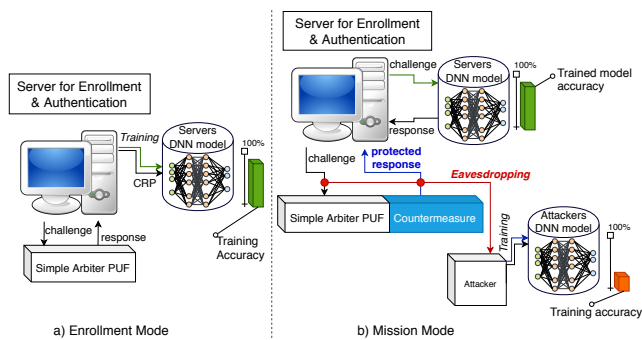 Server for Enrollment
& Authentication
Training
CRP
Servers
DNN model
100%
challenge
response
Simple Arbiter PUF
Training
Accuracy
a) Enrollment Mode
Server for Enrollment
& Authentication
challenge
response
Servers
DNN model
100%
Trained model
accuracy
challenge
protected
response
Eavesdropping
Simple Arbiter PUF
Countermeasure
Attacker
Training
Attackers
DNN model
100%
Training accuracy
b) Mission Mode